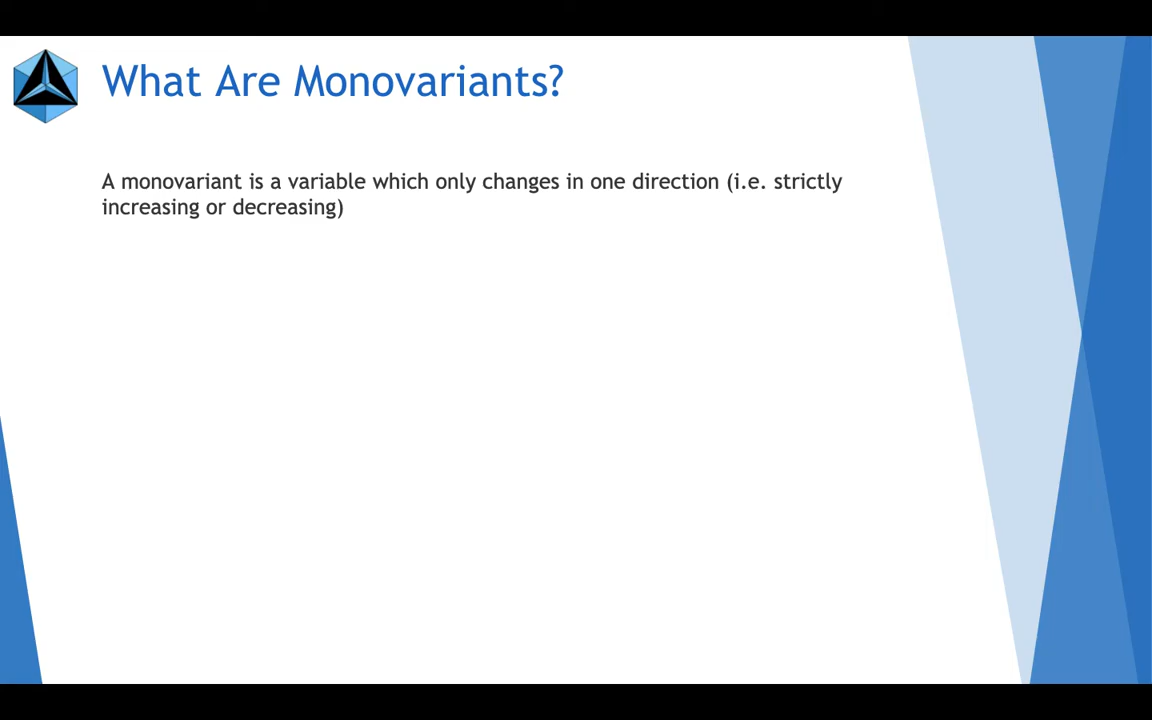 What Are Monovariants?
A monovariant is a variable which only changes in one direction (i.e. strictly
increasing or decreasing)